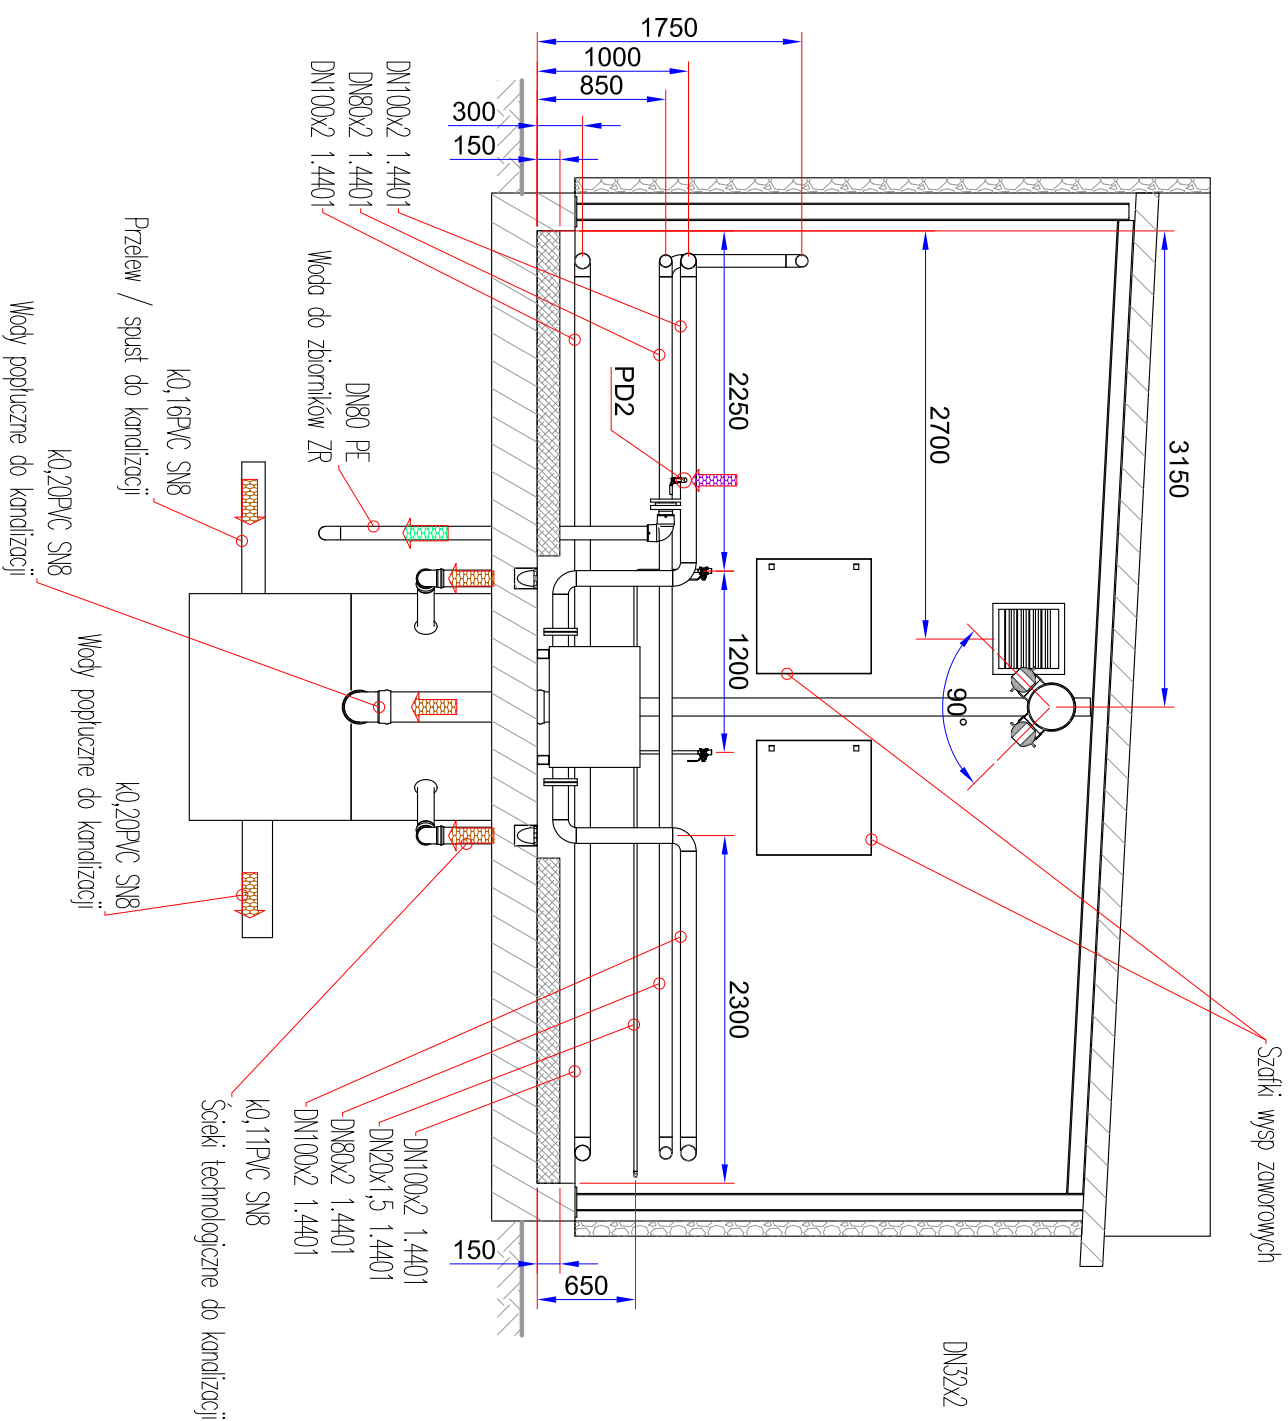 1750
1000
850
300
150
DN100x2 1.4401
DN80x2 1.4401
DN100x2 1.4401
Woda do zbiorników ZR
DN80 PE
Przelew / spust do kanalizacji
k0,16PVC SN8
Wody popłuczne do kanalizacji
k0,20PVC SN8
Wody popłuczne do kanalizacji
k0,20PVC SN8
PD2
2250
2700
3150
1200
90°
2300
Szafki wysp zaworowych
DN100x2 1.4401
DN20x1,5 1.4401
DN80x2 1.4401
DN100x2 1.4401
k0,11PVC SN8
Ścieki technologiczne do kanalizacji
150
650
DN32x2